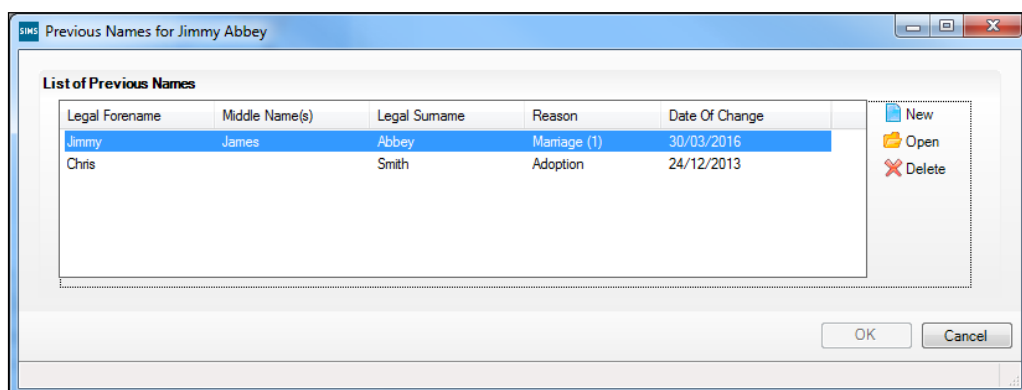 SIMS Previous Names for Jimmy Abbey
List of Previous Names
Legal Forename Middle Name(s) Legal Surname Reason Date Of Change
Jimmy James Abbey Marriage (1) 30/03/2016
Chris Smith Adoption 24/12/2013
New
Open
Delete
OK Cancel